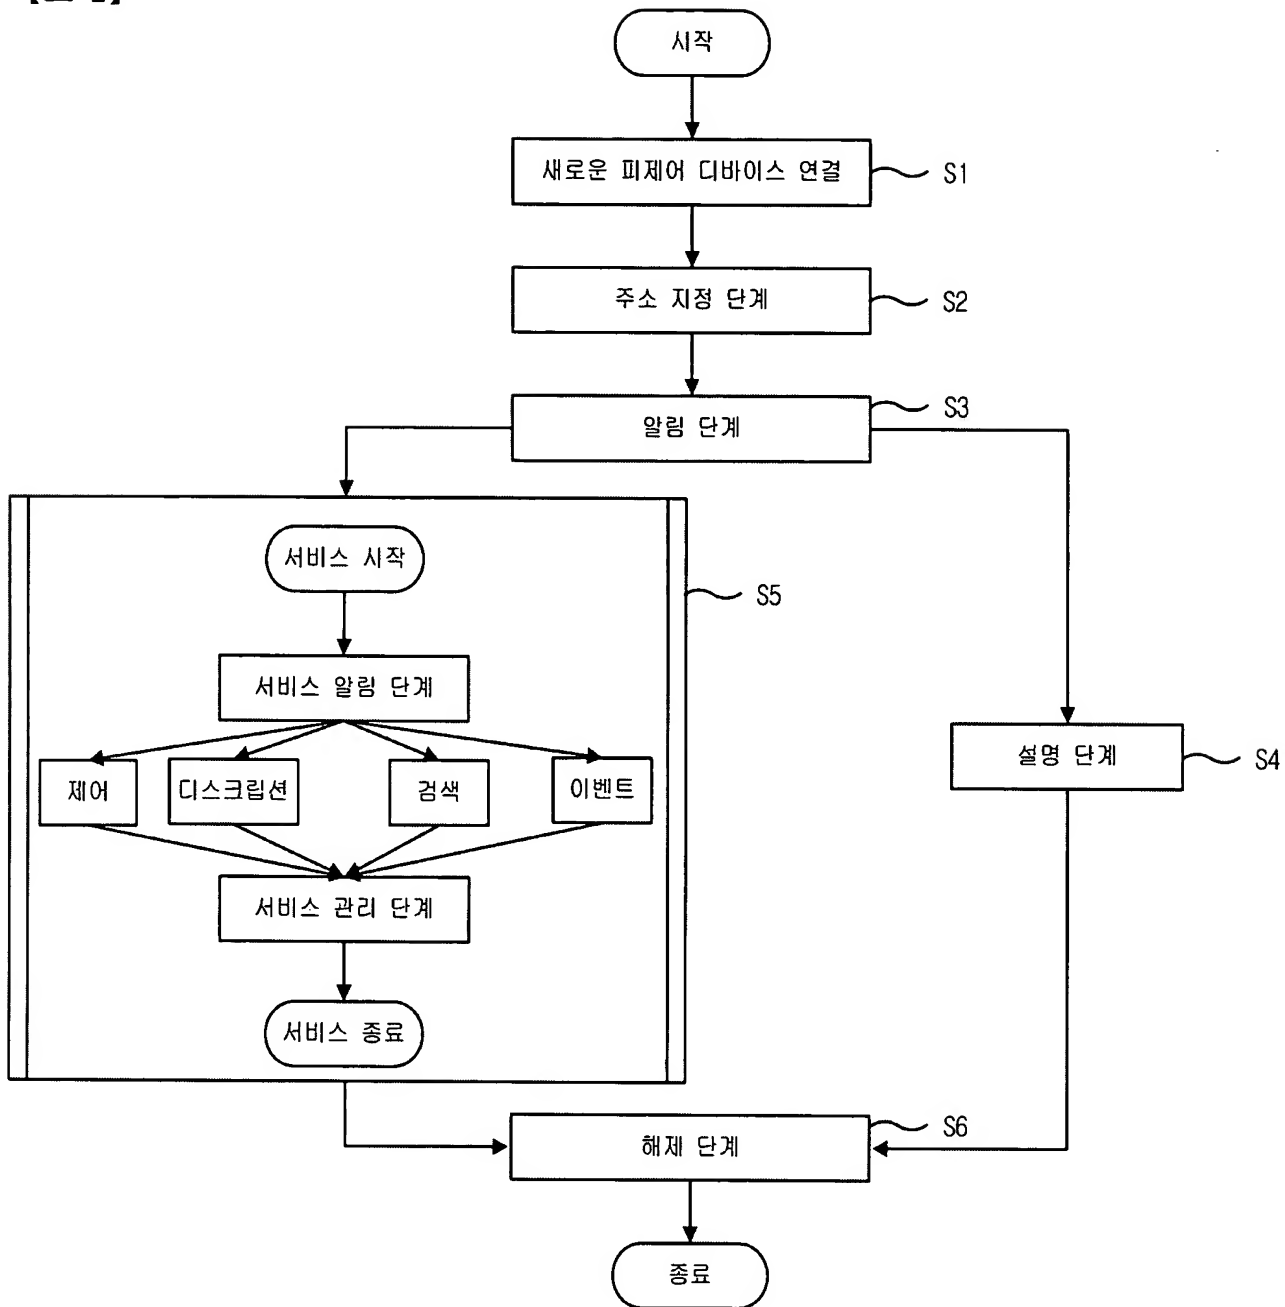 시작
새로운 피제어 디바이스 연결
S1
주소 지정 단계
S2
알림 단계
S3
서비스 시작
S5
서비스 알림 단계
설명 단계
S4
제어
디스크립션
검색
이벤트
서비스 관리 단계
서비스 종료
해제 단계
S6
종료